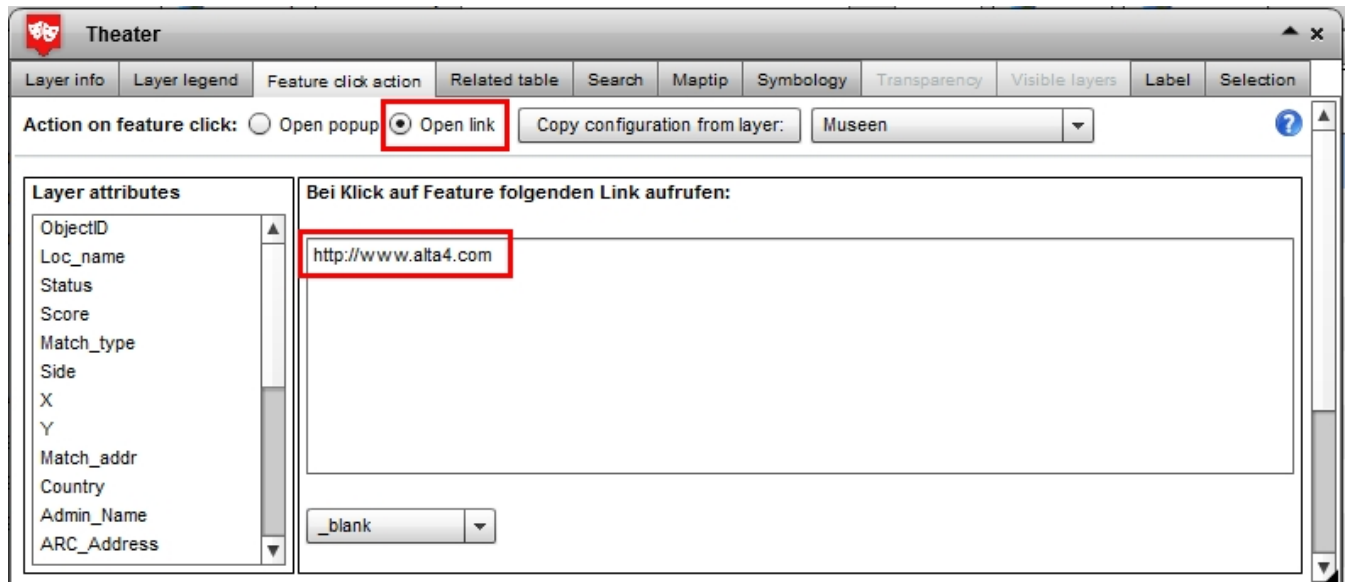 Theater
Layer info Layer legend Feature click action Related table Search Maptip Symbology Transparency Visible layers Label Selection
Action on feature click: Open popup Open link Copy configuration from layer: Museen
Layer attributes
ObjectID
Loc_name
Status
Score
Match_type
Side
X
Y
Match_addr
Country
Admin_Name
ARC_Address
Bei Klick auf Feature folgenden Link aufrufen:
http://www.alta4.com
_blank